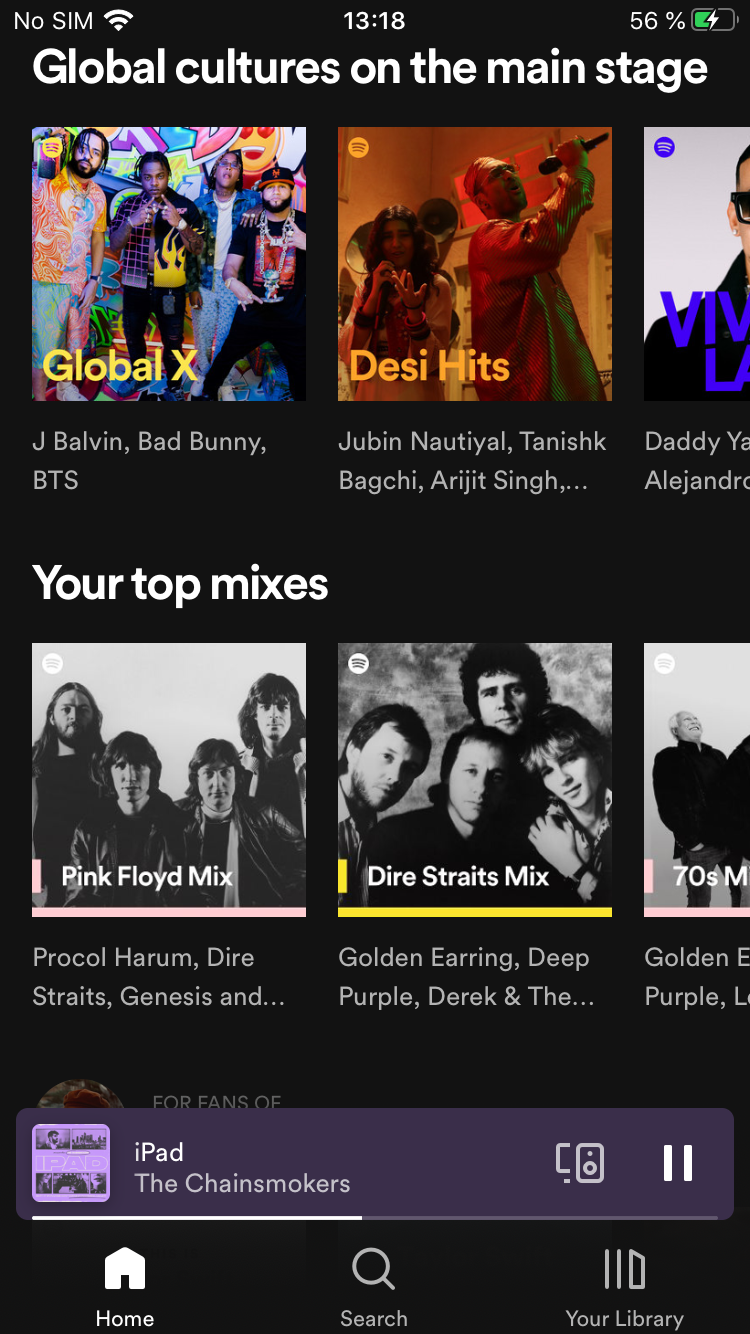 No SIM 13:18 56 %
Global cultures on the main stage
Global X
Desi Hits
VIV
LA
J Balvin, Bad Bunny,
BTS
Jubin Nautiyal, Tanishk
Bagchi, Arijit Singh,...
Daddy Ya
Alejandro
Your top mixes
Pink Floyd Mix
Dire Straits Mix
70s M
Procol Harum, Dire
Straits, Genesis and...
Golden Earring, Deep
Purple, Derek & The...
Golden E
Purple, L
FOR FANS OF
IPAD
iPad
The Chainsmokers
Home
Search
Your Library